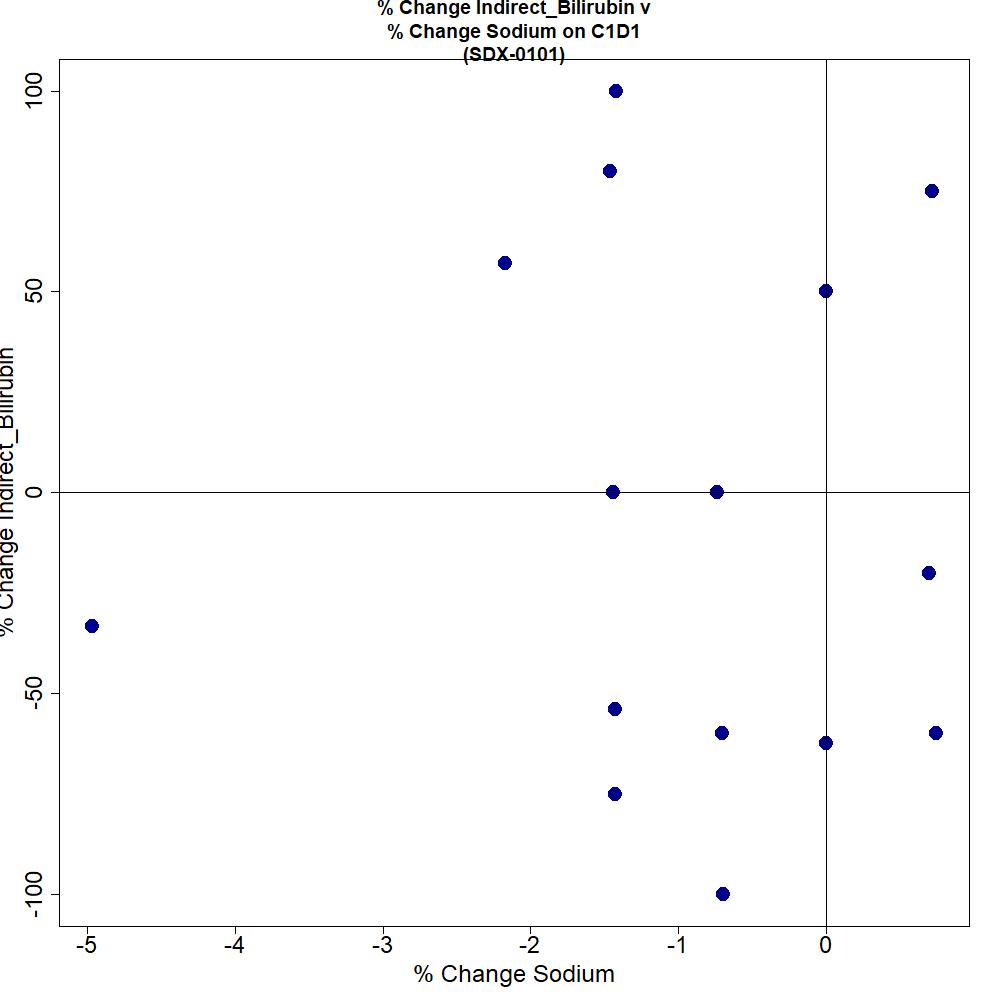 % Change Indirect_Bilirubin v
% Change Sodium on C1D1
(SDX-0101)
100
50
0
-50
-100
% Change Indirect_Bilirubin
-5 -4 -3 -2 -1 0
% Change Sodium